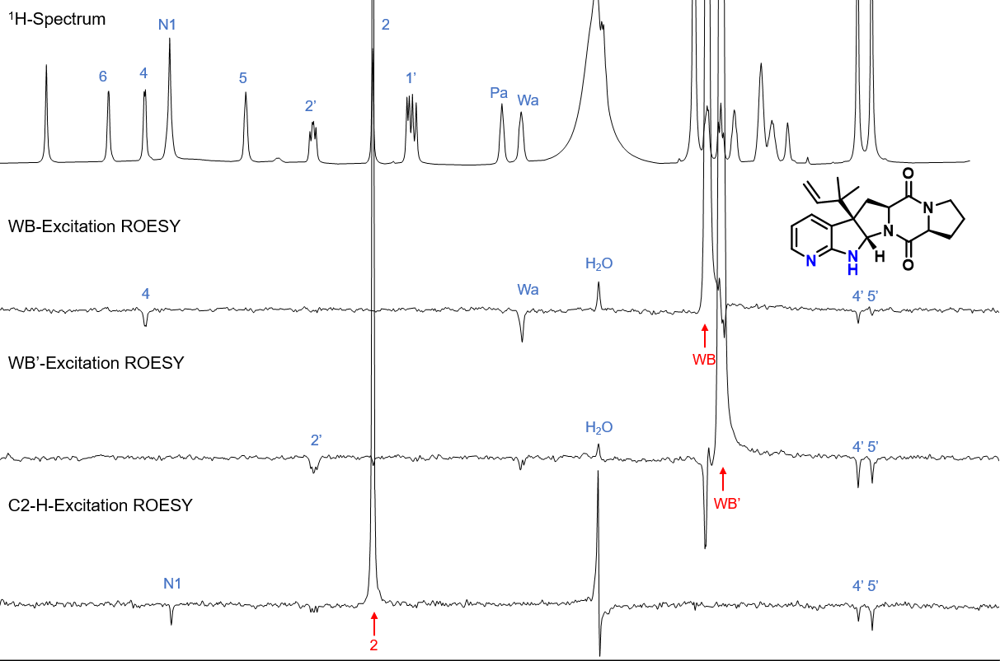 ¹H-Spectrum
N1
2
6
4
5
2’
1’
Pa
Wa
O
N
N
N
N
H
H
O
WB-Excitation ROESY
H₂O
4
Wa
4’ 5’
WB
WB’-Excitation ROESY
H₂O
2’
4’ 5’
WB’
C2-H-Excitation ROESY
N1
4’ 5’
2